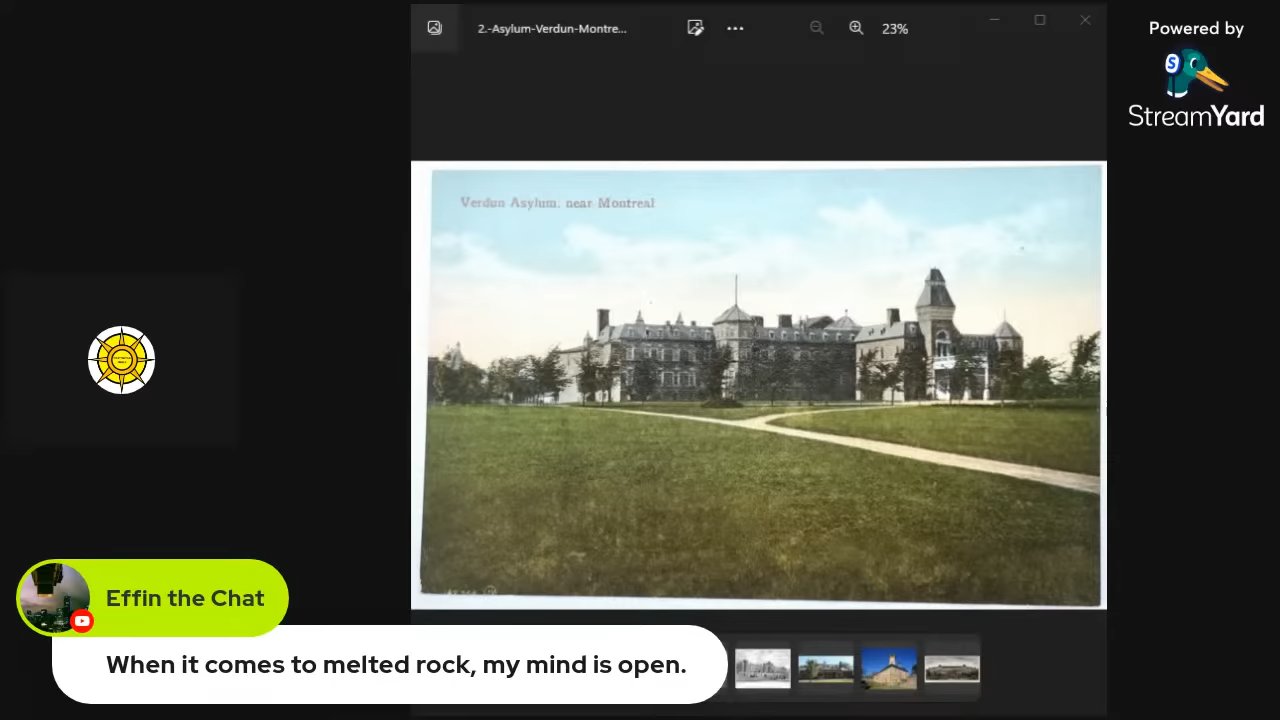 2.-Asylum-Verdun-Montre...
23%
Powered by
S
StreamYard
Verdun Asylum. near Montreal
Effin the Chat
When it comes to melted rock, my mind is open.